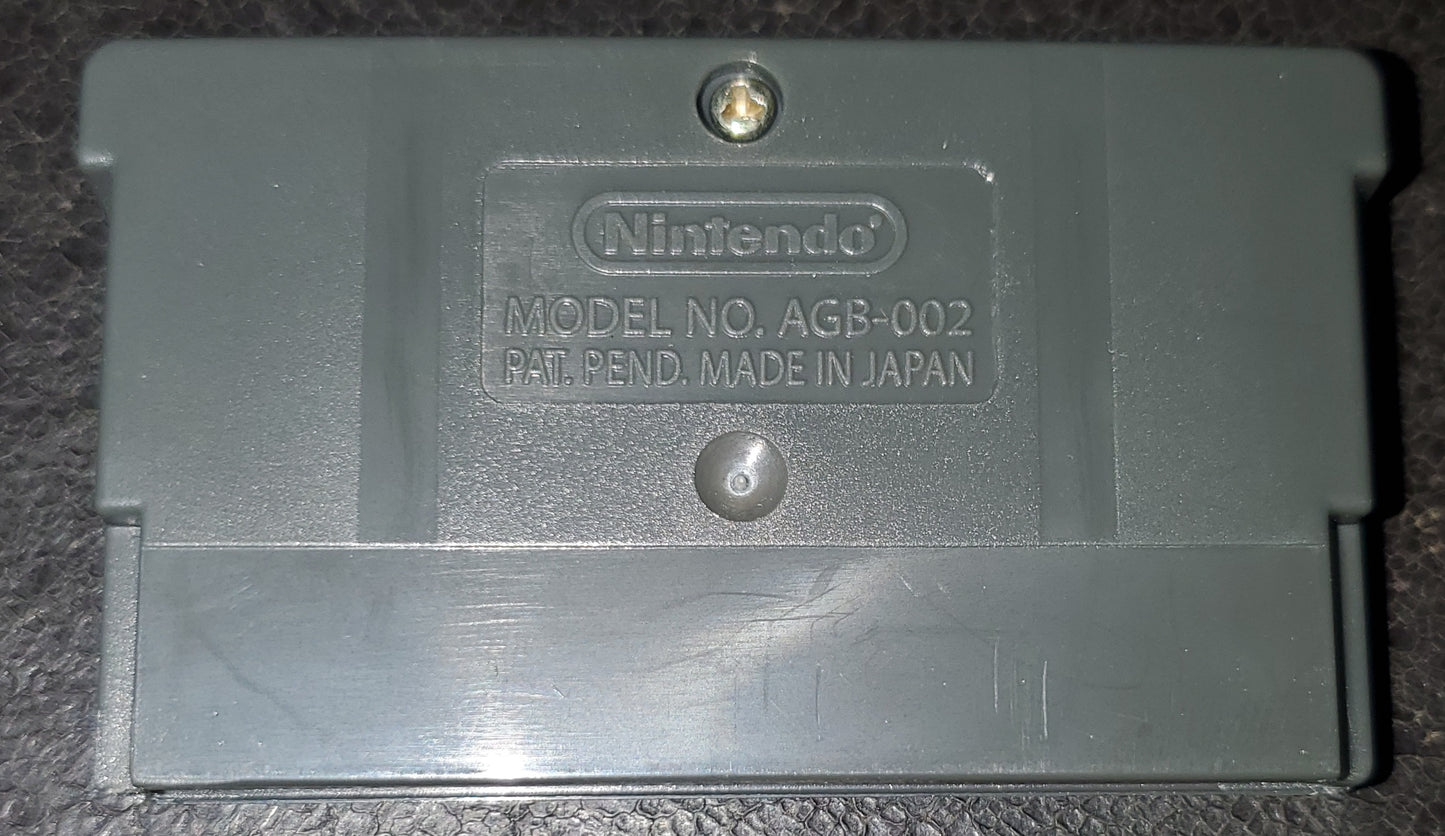 Nintendo
MODEL NO. AGB-002
PAT. PEND. MADE IN JAPAN